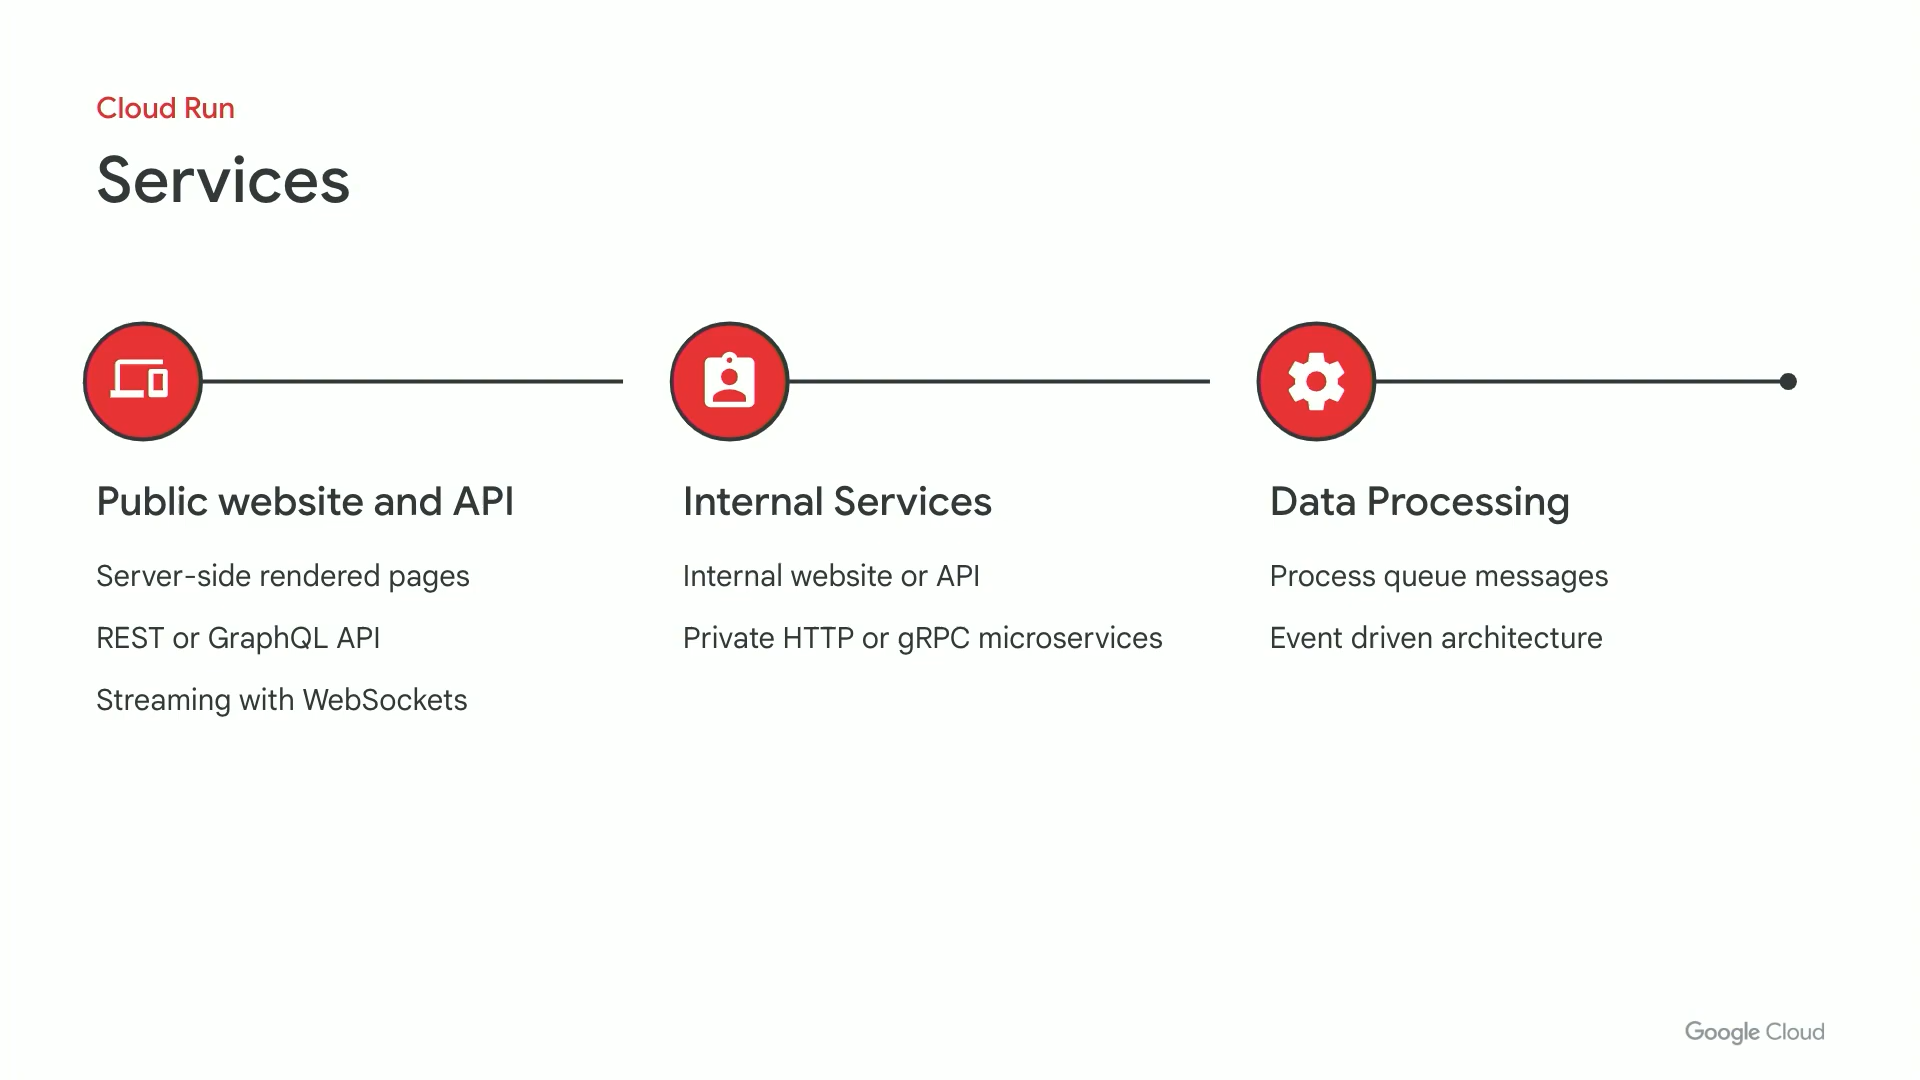 Cloud Run
Services
Public website and API
Server-side rendered pages
REST or GraphQL API
Streaming with WebSockets
Internal Services
Internal website or API
Private HTTP or gRPC microservices
Data Processing
Process queue messages
Event driven architecture
Google Cloud